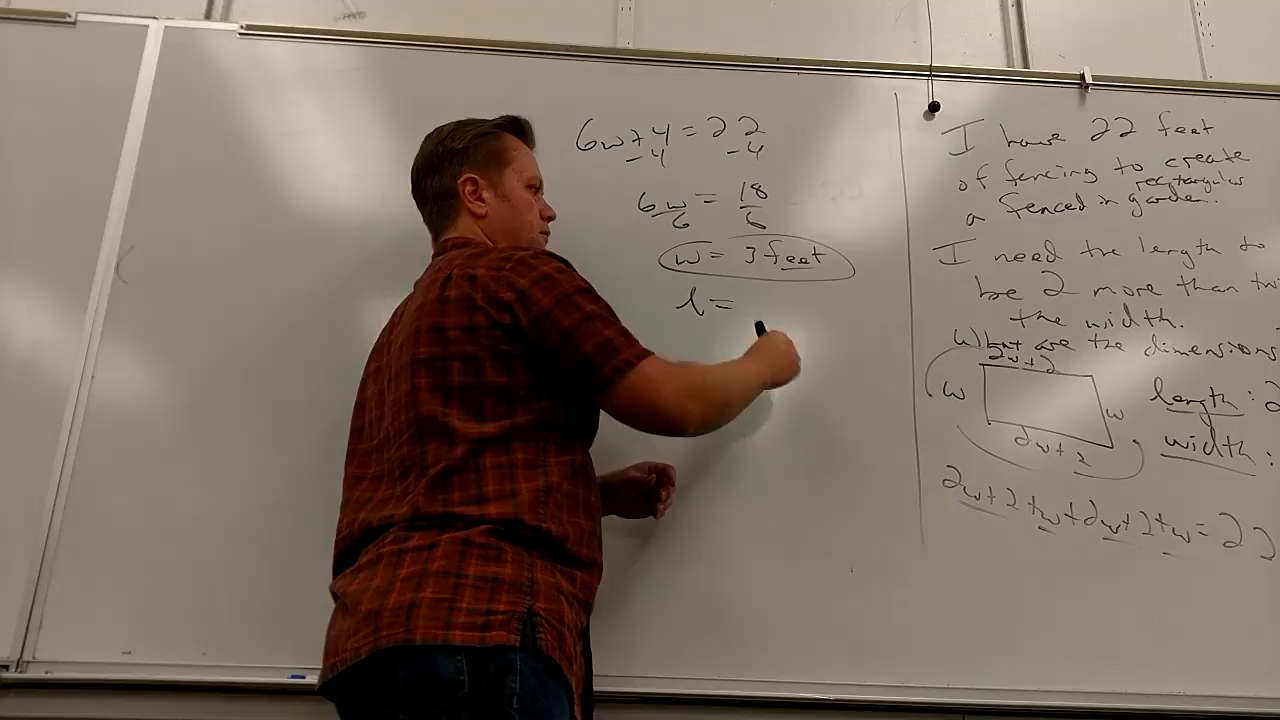 6w+4=22
-4 -4
6w/6 = 18/6
w = 3 feet
l =
I have 22 feet
of fencing to create
rectangular
a fenced in garden.
I need the length to
be 2 more than
the width.
What are the dimensions
2w+2
w
w
2w+2
length: 2
width:
2w+2+w+2w+2+w=22